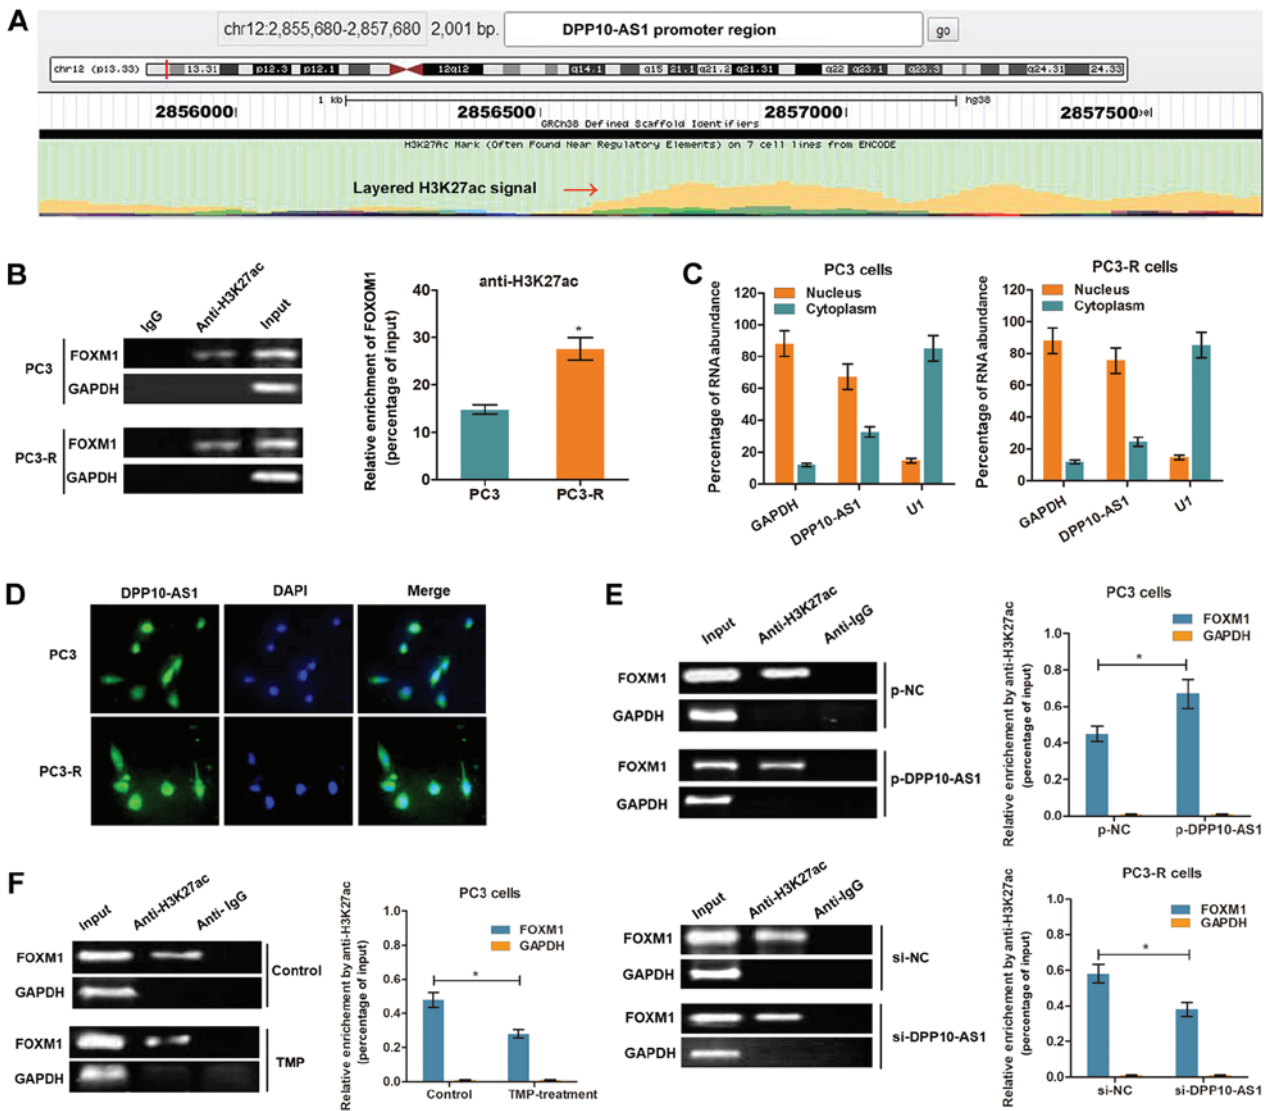 A
chr12:2,855,680-2,857,680 2,001 bp. DPP10-AS1 promoter region go
chr12 (p13.33) 13.31 p12.3 p12.1 12q12 q14.1 q15 21.1 q21.2 q21.31 q22 q23.1 q23.3 q24.31 24.33
1 kb hg38
2856000 2856500 2857000 2857500
GRCh38 Defined Scaffold Identifiers
H3K27Ac Mark (Often Found Near Regulatory Elements) on 7 cell lines from ENCODE
Layered H3K27ac signal
B
IgG Anti-H3K27ac Input
PC3
FOXM1
GAPDH
PC3-R
FOXM1
GAPDH
anti-H3K27ac
Relative enrichment of FOXOM1
(percentage of input)
40
30
20
10
0
*
PC3 PC3-R
C
PC3 cells
Nucleus
Cytoplasm
Percentage of RNA abundance
120
100
80
60
40
20
0
GAPDH DPP10-AS1 U1
PC3-R cells
Nucleus
Cytoplasm
Percentage of RNA abundance
120
100
80
60
40
20
0
GAPDH DPP10-AS1 U1
D
DPP10-AS1 DAPI Merge
PC3
PC3-R
E
Input Anti-H3K27ac Anti-IgG
FOXM1
GAPDH
p-NC
FOXM1
GAPDH
p-DPP10-AS1
PC3 cells
FOXM1
GAPDH
Relative enrichement by anti-H3K27ac
(percentage of input)
1.0
0.8
0.6
0.4
0.2
0.0
*
p-NC p-DPP10-AS1
Input Anti-H3K27ac Anti-IgG
FOXM1
GAPDH
si-NC
FOXM1
GAPDH
si-DPP10-AS1
PC3-R cells
FOXM1
GAPDH
Relative enrichement by anti-H3K27ac
(percentage of input)
1.0
0.8
0.6
0.4
0.2
0.0
*
si-NC si-DPP10-AS1
F
Input Anti-H3K27ac Anti- IgG
FOXM1
GAPDH
Control
FOXM1
GAPDH
TMP
PC3 cells
FOXM1
GAPDH
Relative enrichement by anti-H3K27ac
(percentage of input)
1.0
0.8
0.6
0.4
0.2
0.0
*
Control TMP-treatment